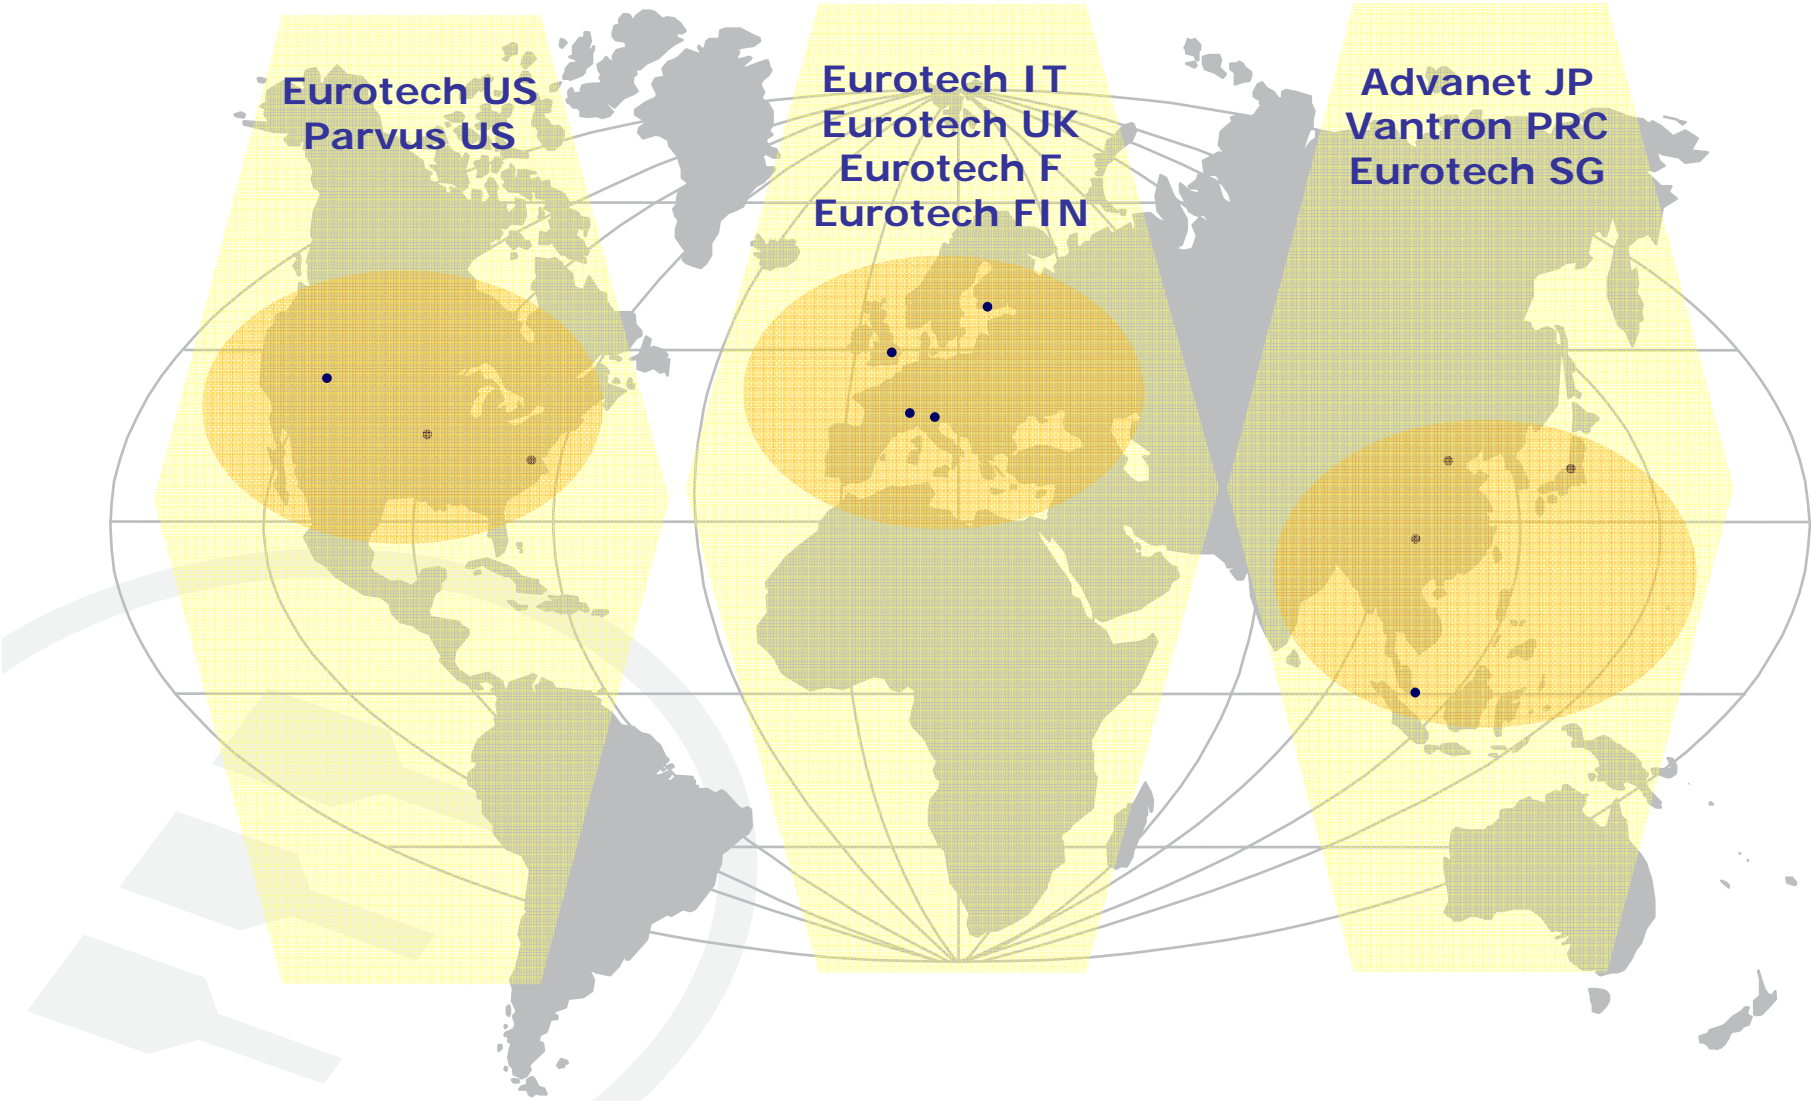 Eurotech US
Parvus US
Eurotech IT
Eurotech UK
Eurotech F
Eurotech FIN
Advanet JP
Vantron PRC
Eurotech SG